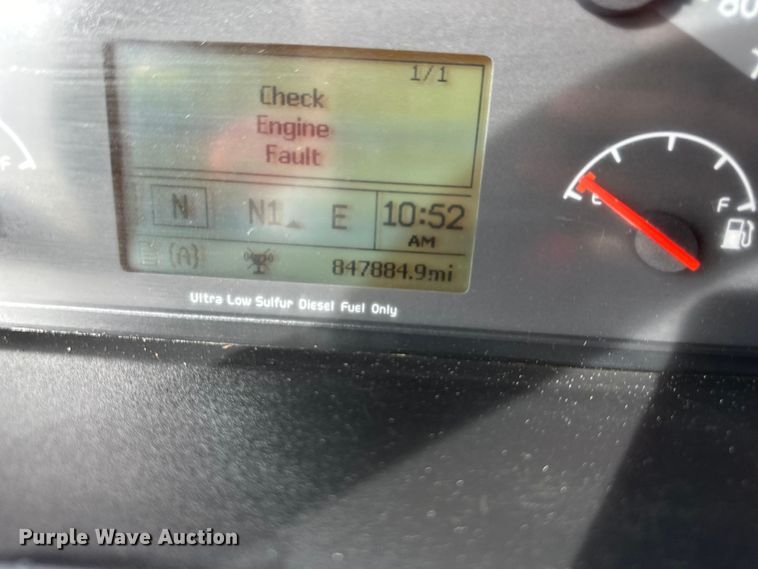 80
1/1
Check
Engine
Fault
F
N N1 E 10:52
AM
(A) 847884.9mi
E F
Ultra Low Sulfur Diesel Fuel Only
Purple Wave Auction